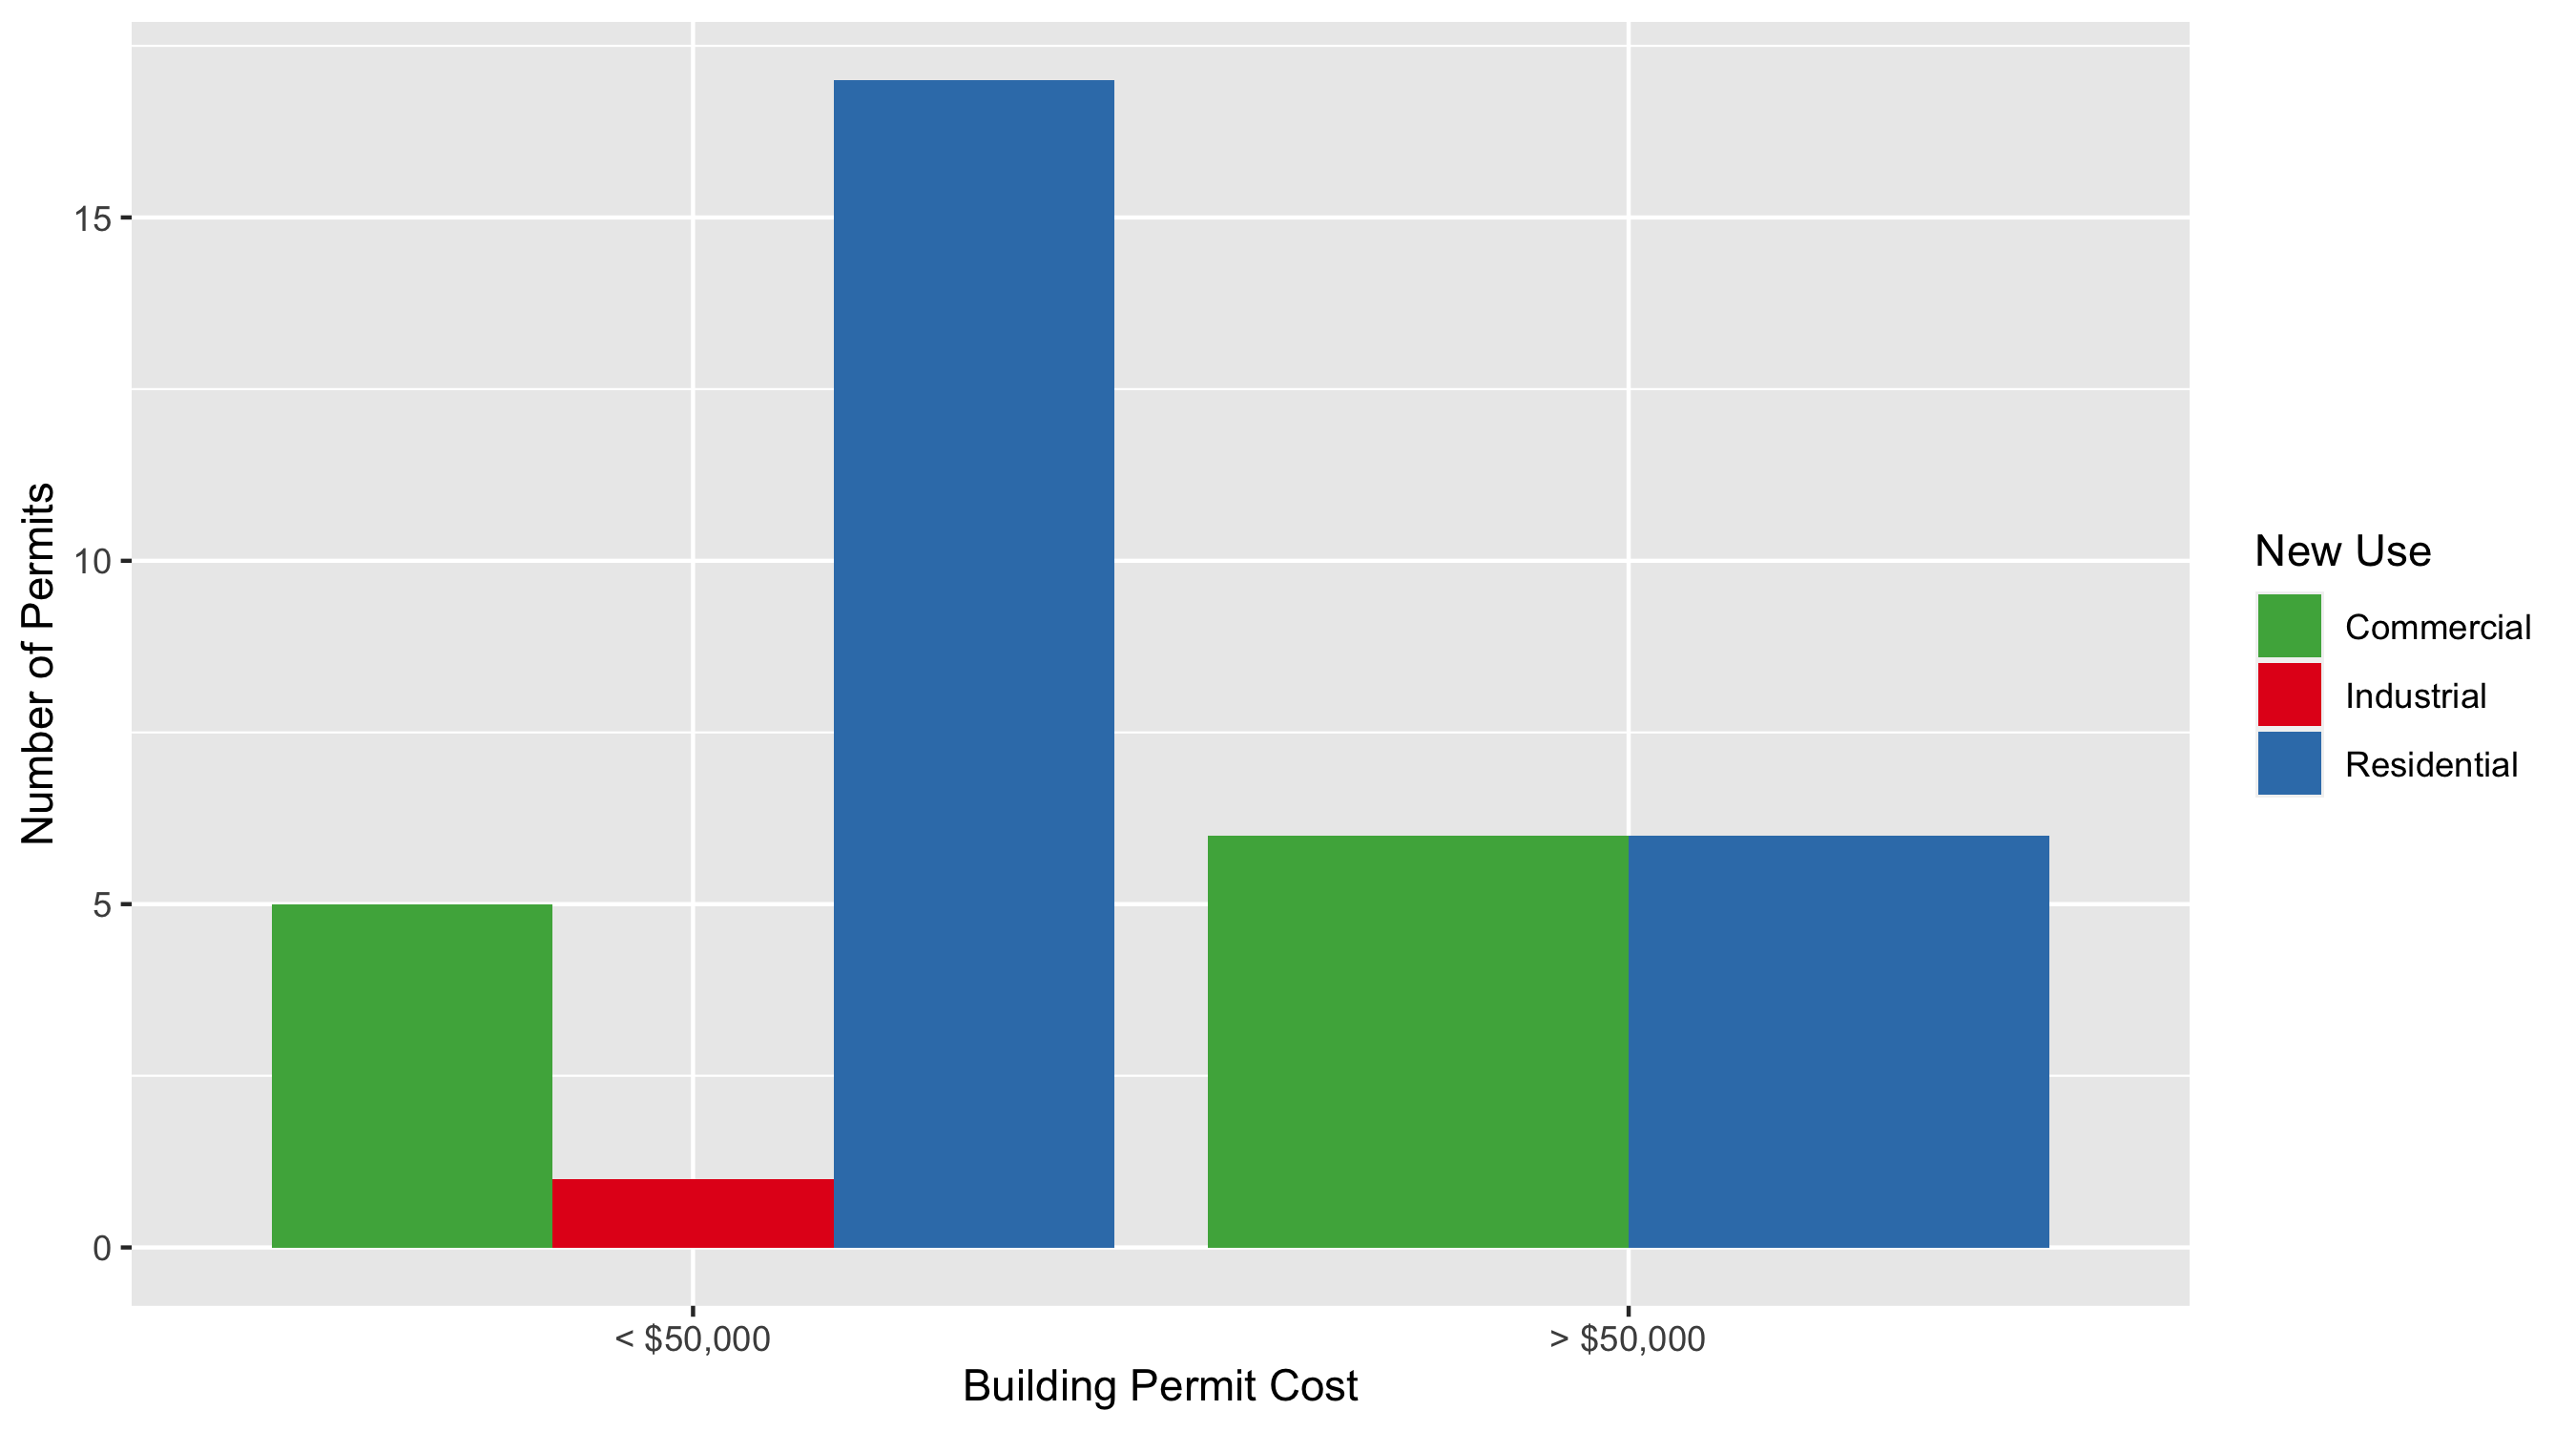 Number of Permits
15
10
5
0
< $50,000
> $50,000
Building Permit Cost
New Use
Commercial
Industrial
Residential